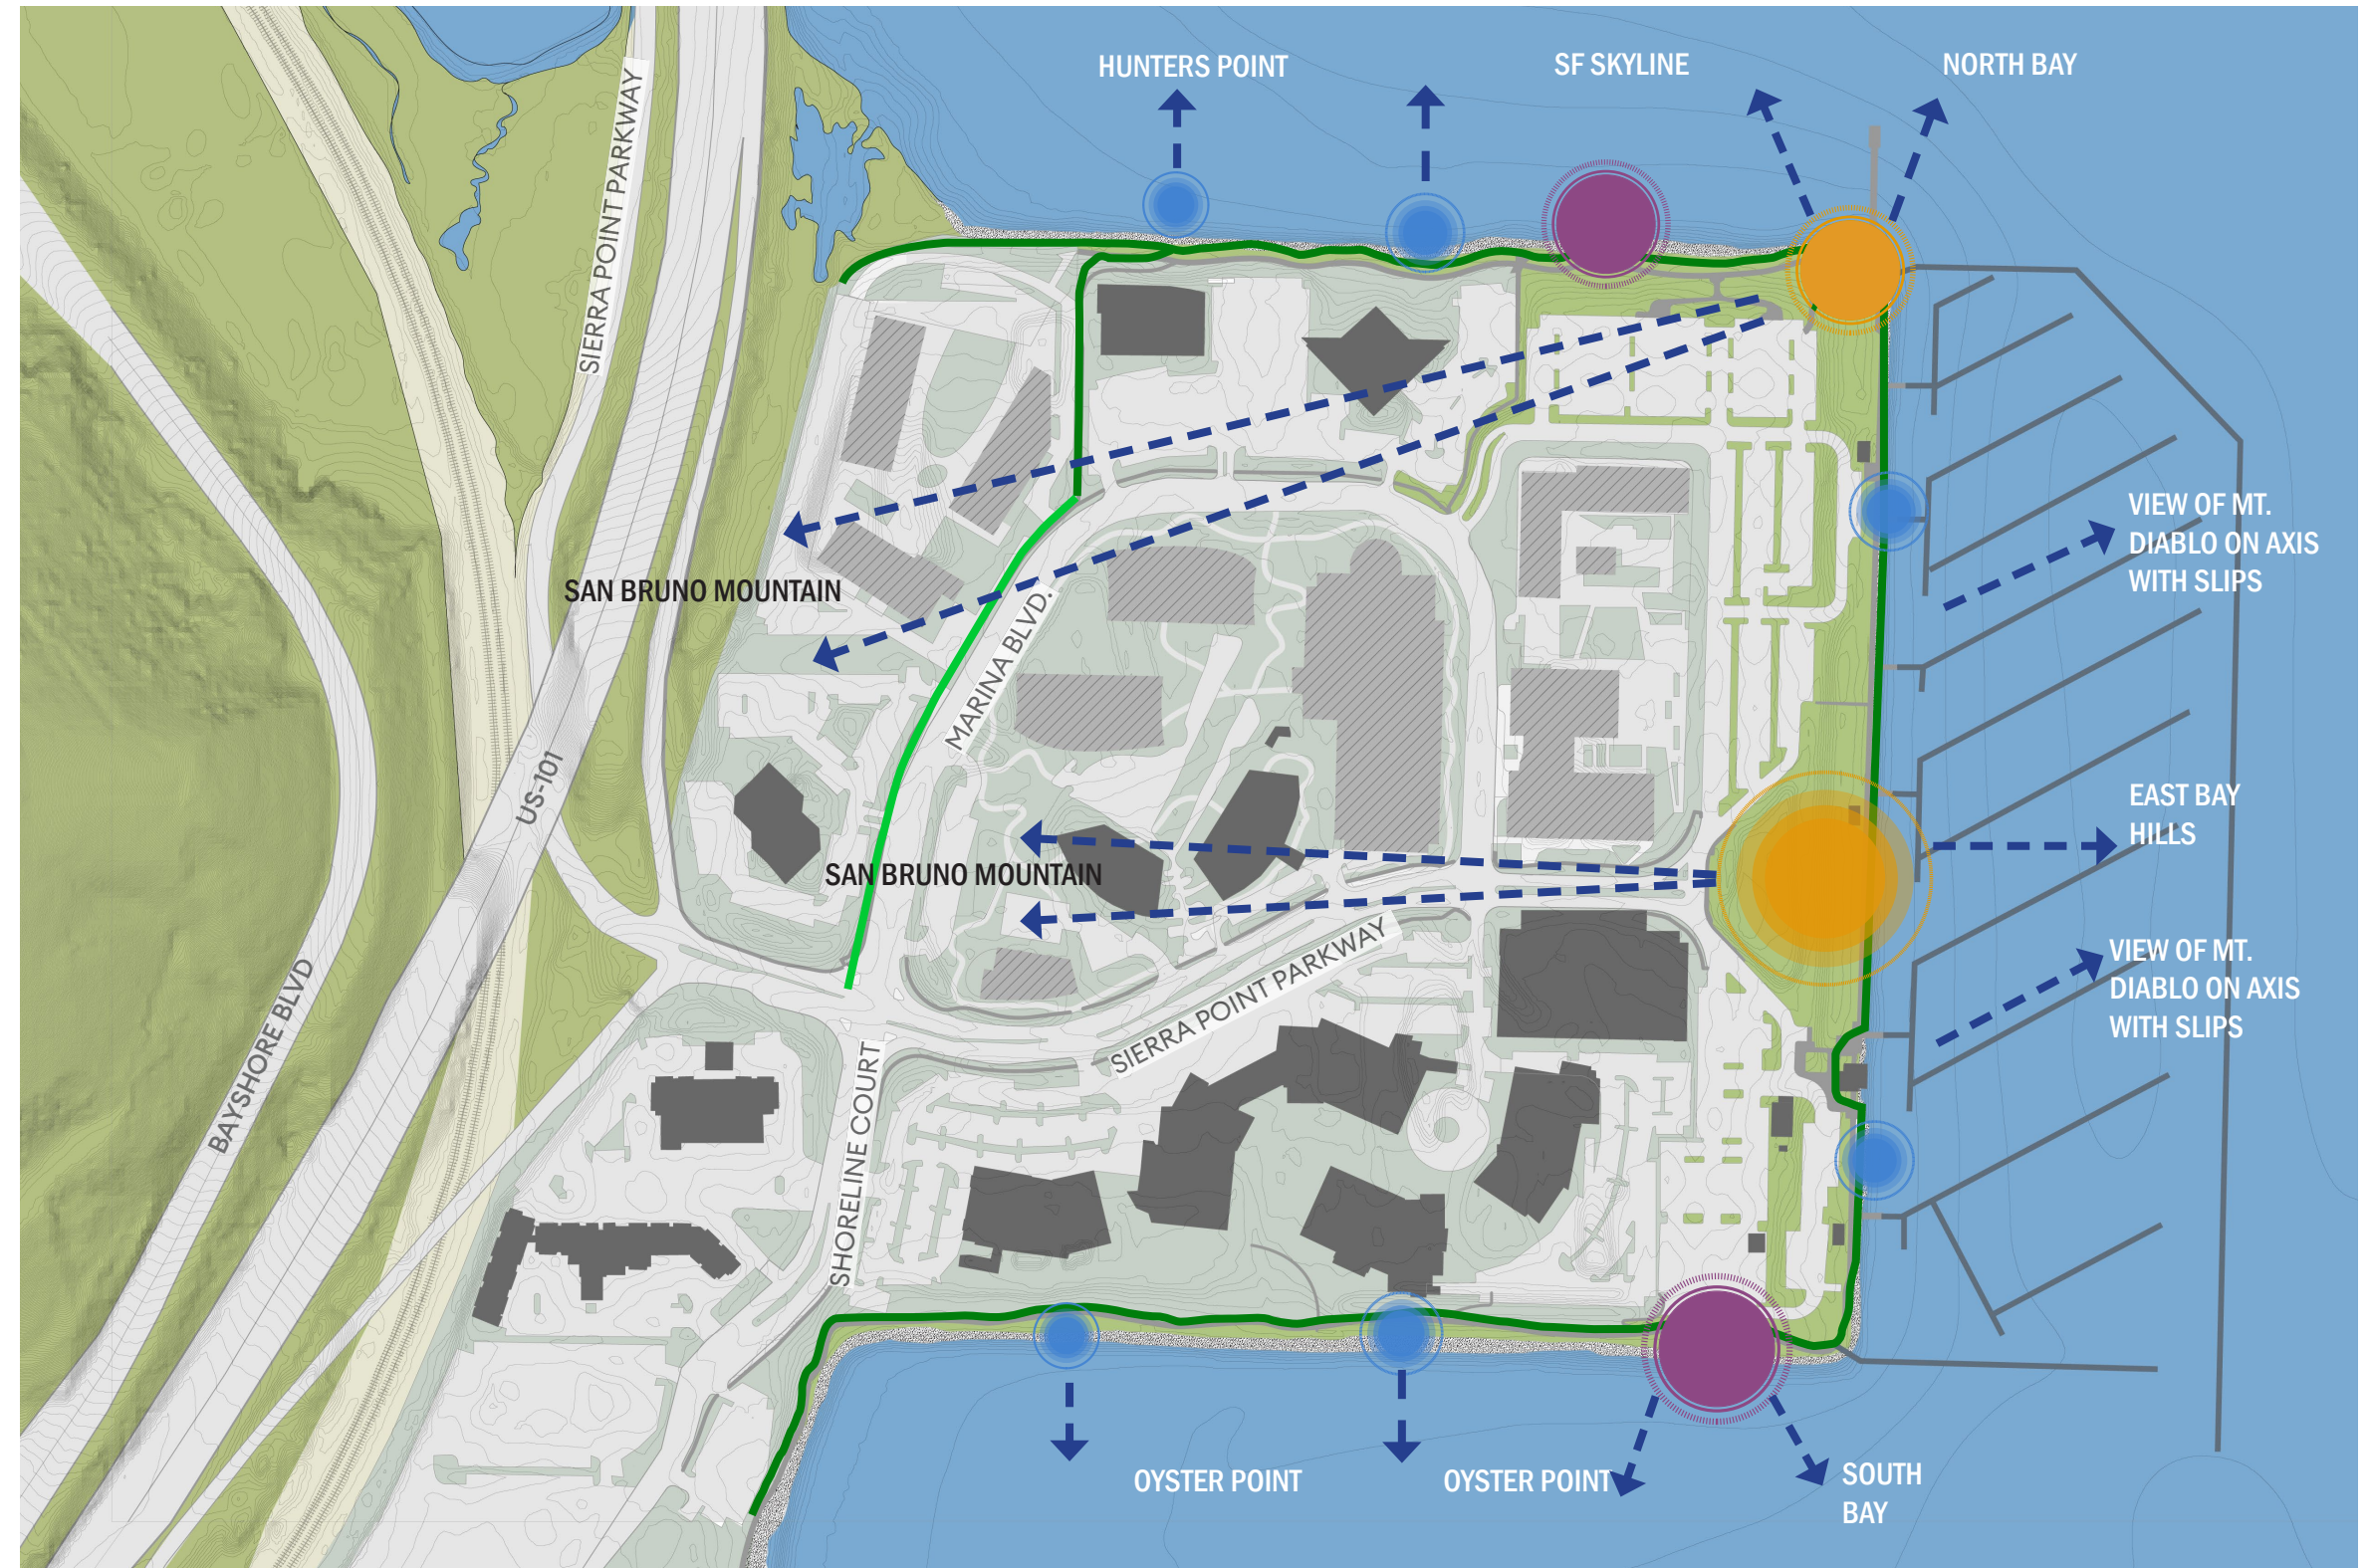 HUNTERS POINT
SF SKYLINE
NORTH BAY
SIERRA POINT PARKWAY
VIEW OF MT.
DIABLO ON AXIS
WITH SLIPS
SAN BRUNO MOUNTAIN
MARINA BLVD.
US-101
EAST BAY
HILLS
SAN BRUNO MOUNTAIN
VIEW OF MT.
DIABLO ON AXIS
WITH SLIPS
SIERRA POINT PARKWAY
BAYSHORE BLVD
SHORELINE COURT
OYSTER POINT
OYSTER POINT
SOUTH
BAY